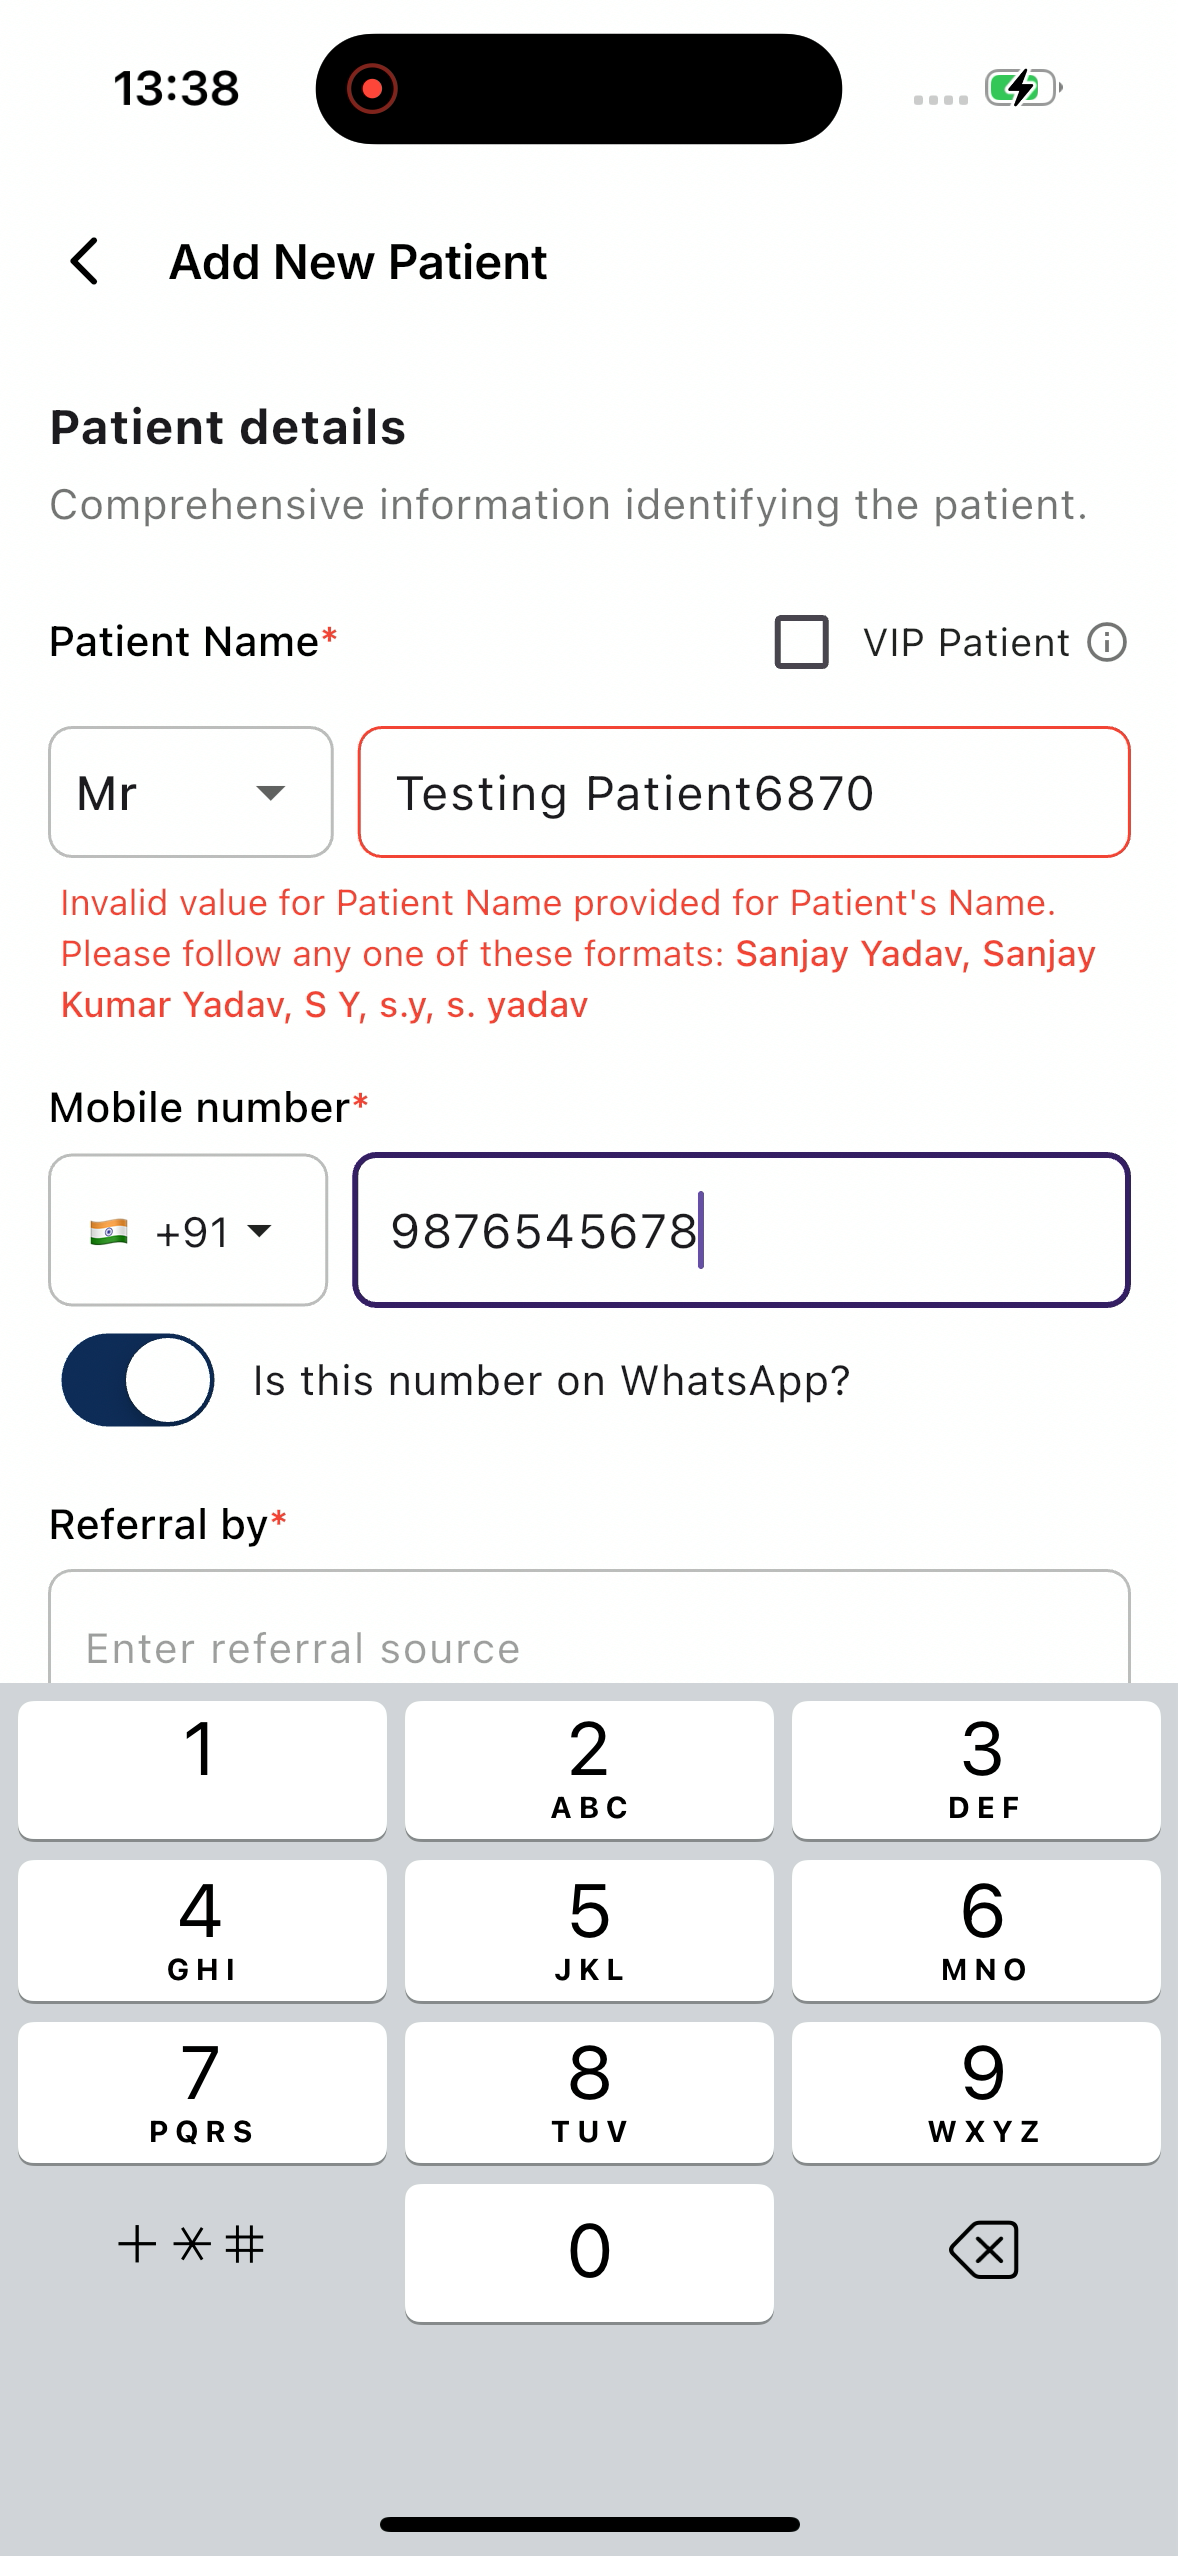 13:38
Add New Patient
Patient details
Comprehensive information identifying the patient.
Patient Name*
VIP Patient
Mr
Testing Patient6870
Invalid value for Patient Name provided for Patient's Name.
Please follow any one of these formats: Sanjay Yadav, Sanjay
Kumar Yadav, S Y, s.y, s. yadav
Mobile number*
+91
9876545678
Is this number on WhatsApp?
Referral by*
Enter referral source
1
2
ABC
3
DEF
4
GHI
5
JKL
6
MNO
7
PQRS
8
TUV
9
WXYZ
+*#
0